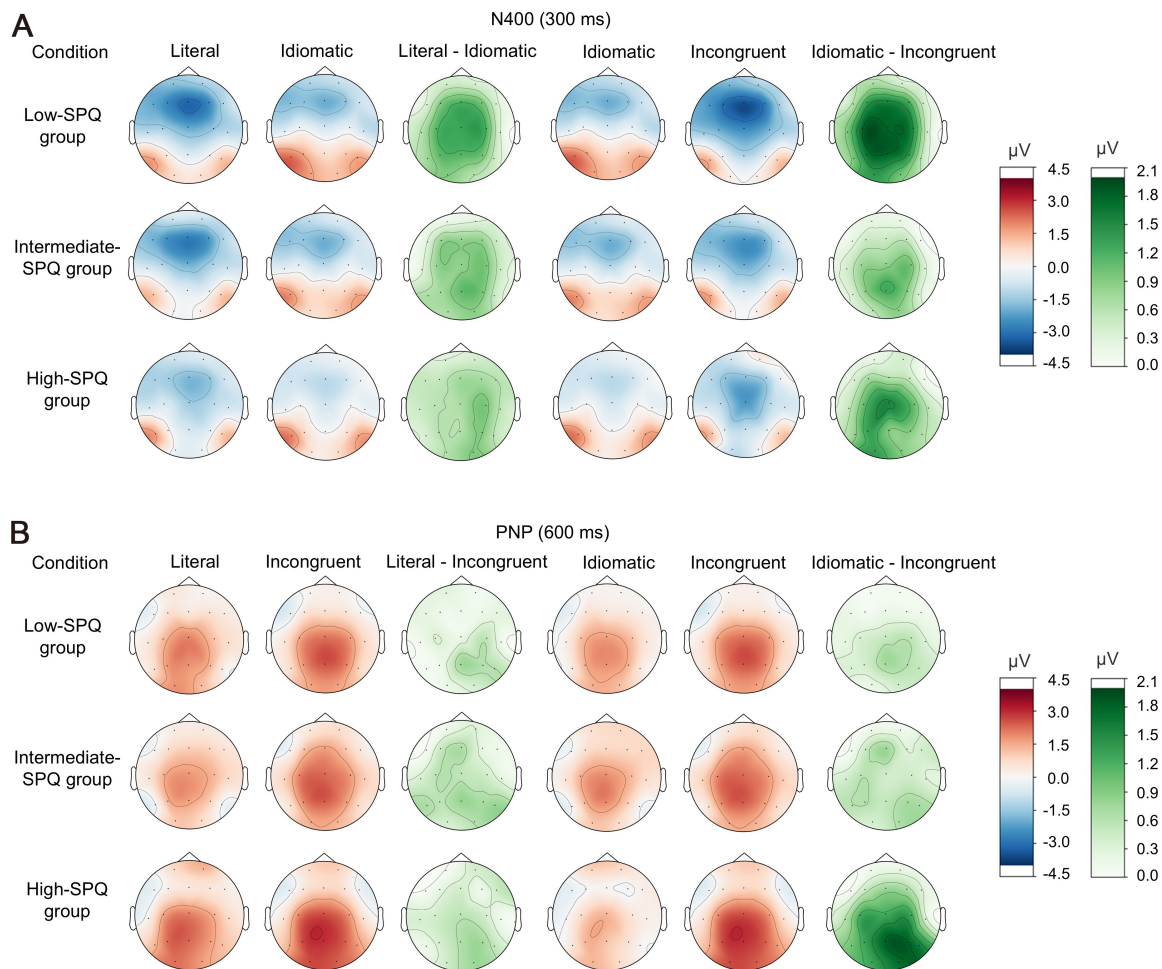 A
N400 (300 ms)
Condition
Literal
Idiomatic
Literal - Idiomatic
Idiomatic
Incongruent
Idiomatic - Incongruent
Low-SPQ
group
Intermediate-
SPQ group
High-SPQ
group
µV
4.5
3.0
1.5
0.0
-1.5
-3.0
-4.5
µV
2.1
1.8
1.5
1.2
0.9
0.6
0.3
0.0
B
PNP (600 ms)
Condition
Literal
Incongruent
Literal - Incongruent
Idiomatic
Incongruent
Idiomatic - Incongruent
Low-SPQ
group
Intermediate-
SPQ group
High-SPQ
group
µV
4.5
3.0
1.5
0.0
-1.5
-3.0
-4.5
µV
2.1
1.8
1.5
1.2
0.9
0.6
0.3
0.0